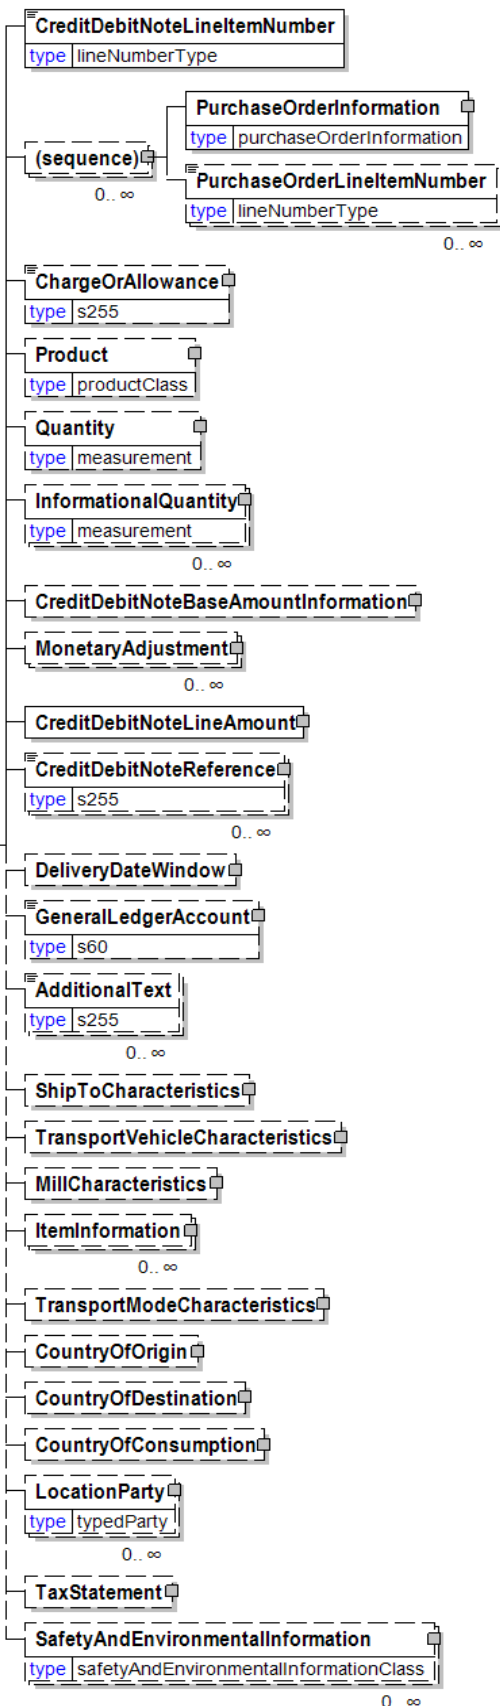 CreditDebitNoteLineItemNumber
type lineNumberType
PurchaseOrderInformation
type purchaseOrderInformation
(sequence)
0.. ∞
PurchaseOrderLineItemNumber
type lineNumberType
0.. ∞
ChargeOrAllowance
type s255
Product
type productClass
Quantity
type measurement
InformationalQuantity
type measurement
0.. ∞
CreditDebitNoteBaseAmountInformation
MonetaryAdjustment
0.. ∞
CreditDebitNoteLineAmount
CreditDebitNoteReference
type s255
0.. ∞
DeliveryDateWindow
GeneralLedgerAccount
type s60
AdditionalText
type s255
0.. ∞
ShipToCharacteristics
TransportVehicleCharacteristics
MillCharacteristics
ItemInformation
0.. ∞
TransportModeCharacteristics
CountryOfOrigin
CountryOfDestination
CountryOfConsumption
LocationParty
type typedParty
0.. ∞
TaxStatement
SafetyAndEnvironmentalInformation
type safetyAndEnvironmentalInformationClass
0.. ∞